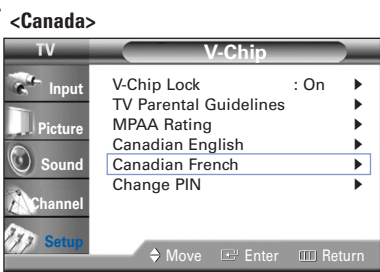 <Canada>
TV
V-Chip
Input
Picture
Sound
Channel
Setup
V-Chip Lock : On
TV Parental Guidelines
MPAA Rating
Canadian English
Canadian French
Change PIN
Move Enter Return